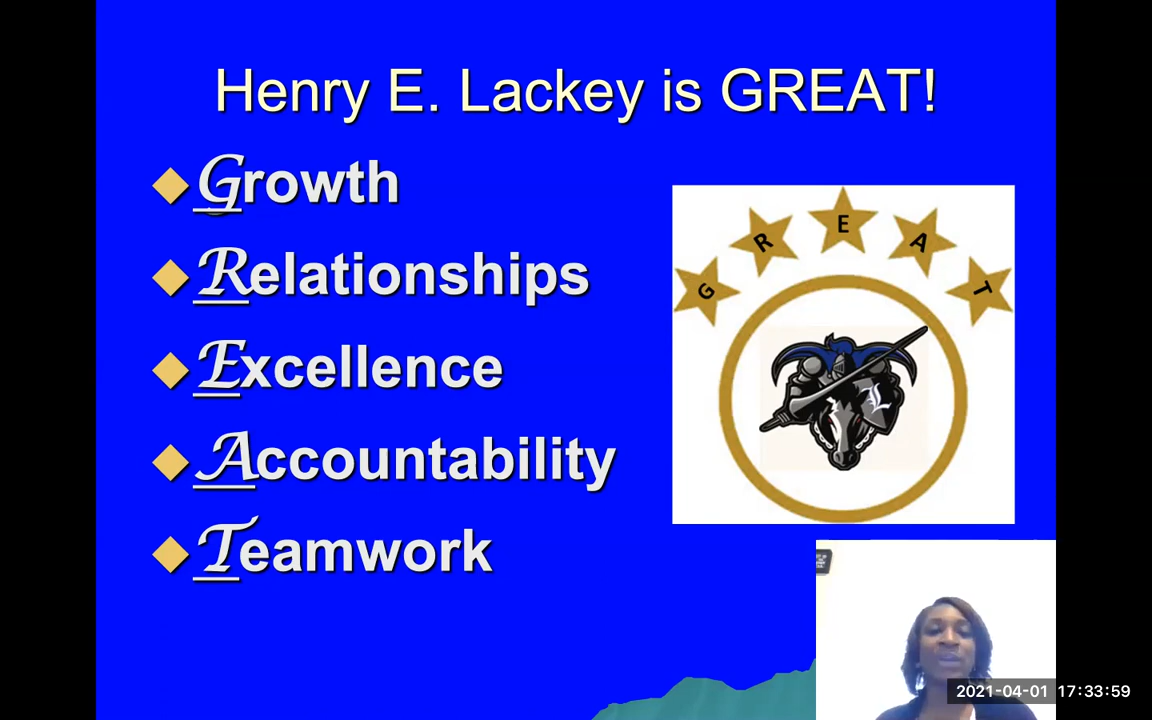 Henry E. Lackey is GREAT!
Growth
Relationships
Excellence
Accountability
Teamwork
G R E A T
L
2021-04-01 17:33:59